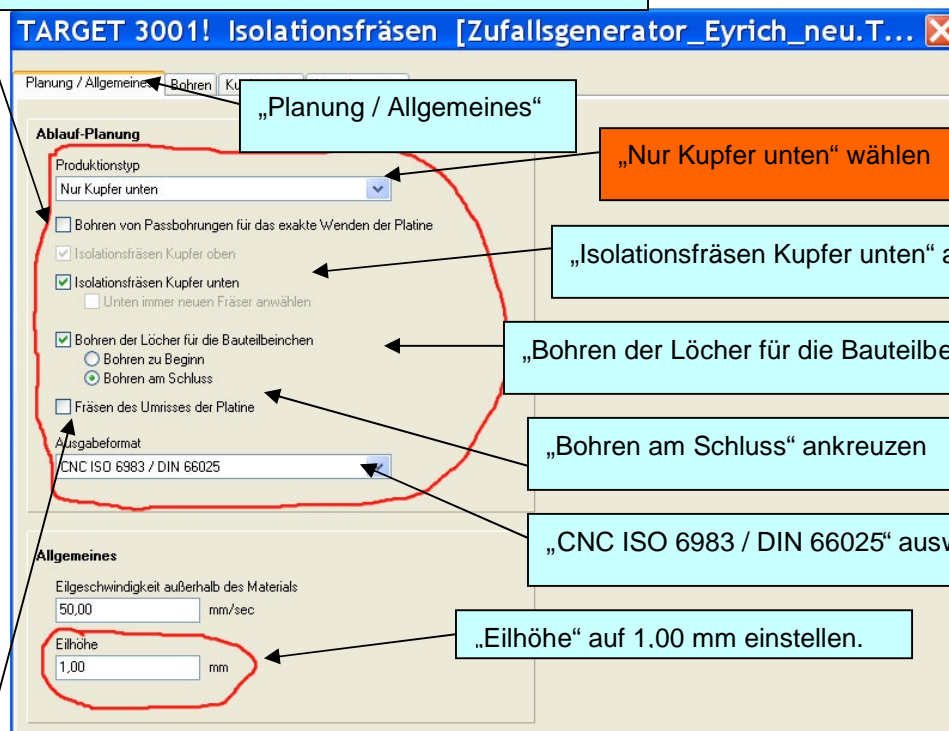 TARGET 3001! Isolationsfräsen [Zufallsgenerator_Eyrich_neu.T...
Planung / Allgemeines Bohren
„Planung / Allgemeines“
Ablauf-Planung
Produktionstyp
„Nur Kupfer unten“ wählen
Nur Kupfer unten
Bohren von Passbohrungen für das exakte Wenden der Platine
Isolationsfräsen Kupfer oben
„Isolationsfräsen Kupfer unten“
Isolationsfräsen Kupfer unten
Unten immer neuen Fräser anwählen
Bohren der Löcher für die Bauteilbeinchen
„Bohren der Löcher für die
Bohren zu Beginn
Bohren am Schluss
Fräsen des Umrisses der Platine
„Bohren am Schluss“ ankreuzen
Ausgabeformat
CNC ISO 6983 / DIN 66025
„CNC ISO 6983 / DIN 66025“
Allgemeines
Eilgeschwindigkeit außerhalb des Materials
50,00 mm/sec
Eilhöhe
„Eilhöhe“ auf 1,00 mm einstellen.
1,00 mm